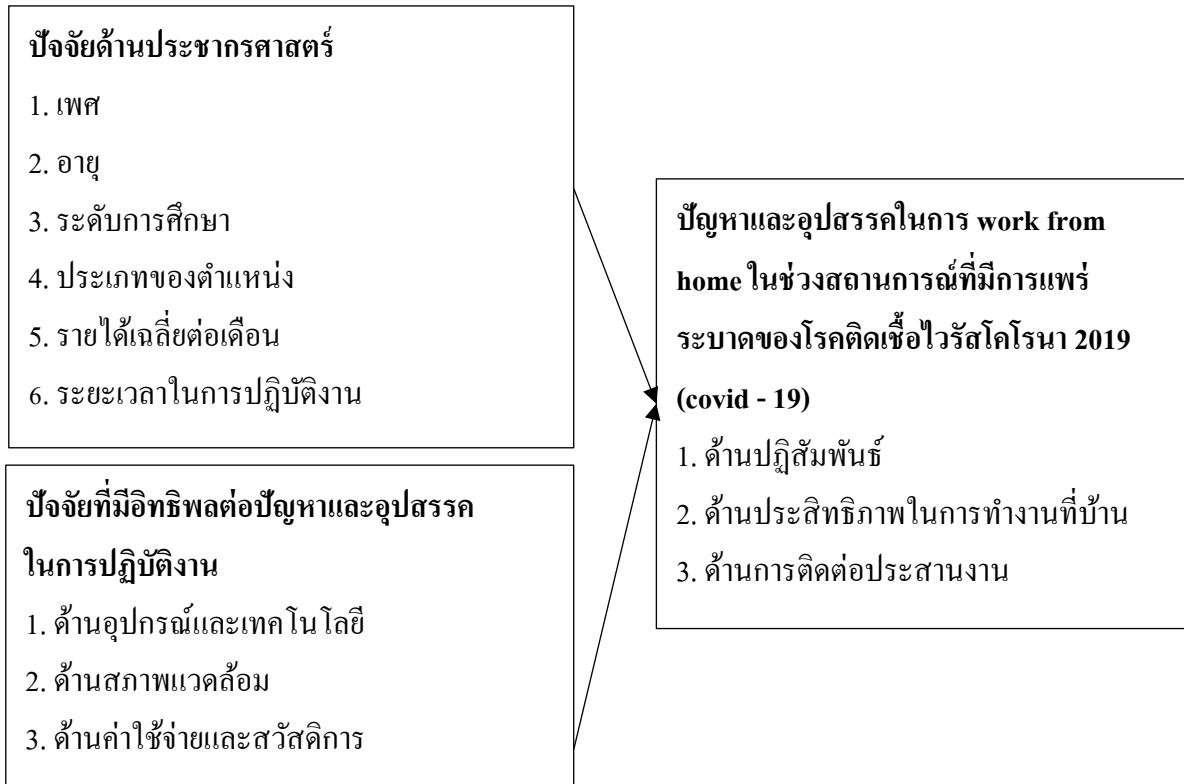 ปัจจัยด้านประชากรศาสตร์
1. เพศ
2. อายุ
3. ระดับการศึกษา
4. ประเภทของตำแหน่ง
5. รายได้เฉลี่ยต่อเดือน
6. ระยะเวลาในการปฏิบัติงาน
ปัจจัยที่มีอิทธิพลต่อปัญหาและอุปสรรค
ในการปฏิบัติงาน
1. ด้านอุปกรณ์และเทคโนโลยี
2. ด้านสภาพแวดล้อม
3. ด้านค่าใช้จ่ายและสวัสดิการ
ปัญหาและอุปสรรคในการ work from
home ในช่วงสถานการณ์ที่มีการแพร่
ระบาดของโรคติดเชื้อไวรัสโคโรนา 2019
(covid - 19)
1. ด้านปฏิสัมพันธ์
2. ด้านประสิทธิภาพในการทำงานที่บ้าน
3. ด้านการติดต่อประสานงาน